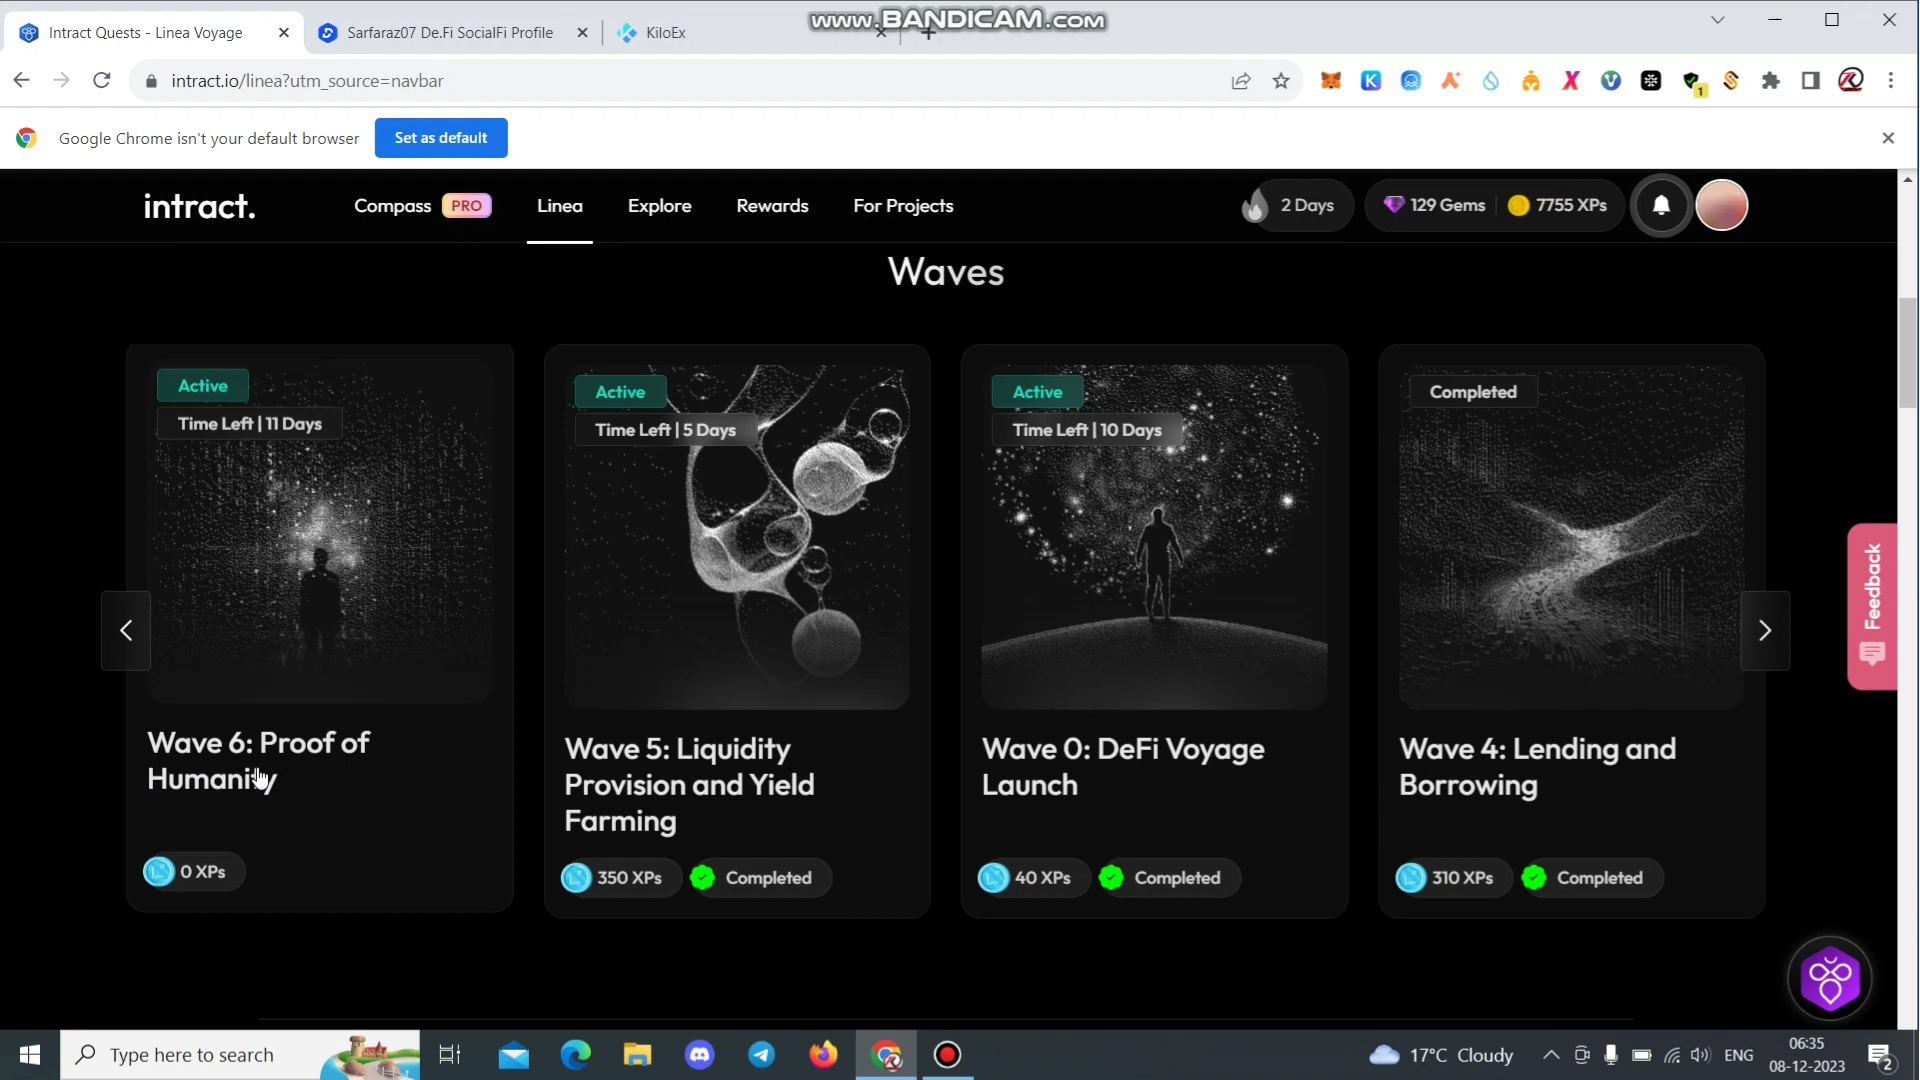 www.BANDICAM.com
Intract Quests - Linea Voyage
Sarfaraz07 De.Fi SocialFi Profile
KiloEx
intract.io/linea?utm_source=navbar
1
Google Chrome isn't your default browser
Set as default
intract.
Compass PRO
Linea
Explore
Rewards
For Projects
2 Days
129 Gems
7755 XPs
Waves
Active
Time Left | 11 Days
Wave 6: Proof of
Humanity
0 XPs
Active
Time Left | 5 Days
Wave 5: Liquidity
Provision and Yield
Farming
350 XPs
Completed
Active
Time Left | 10 Days
Wave 0: DeFi Voyage
Launch
40 XPs
Completed
Completed
Wave 4: Lending and
Borrowing
310 XPs
Completed
Feedback
Type here to search
17°C Cloudy
ENG
06:35
08-12-2023
2